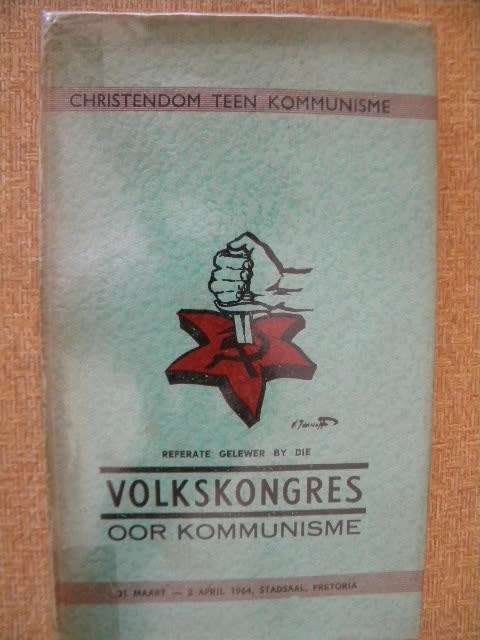 CHRISTENDOM TEEN KOMMUNISME
REFERATE GELEWER BY DIE
VOLKSKONGRES
OOR KOMMUNISME
31 MAART — 2 APRIL 1964, STADSAAL, PRETORIA